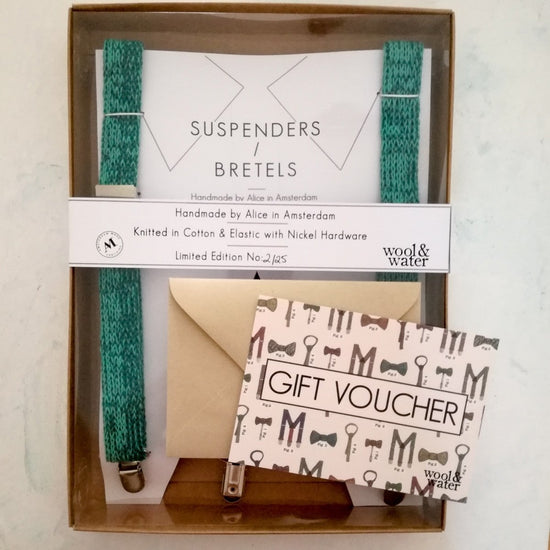 SUSPENDERS
/
BRETELS
Handmade by Alice in Amsterdam
Handmade by Alice in Amsterdam
Knitted in Cotton & Elastic with Nickel Hardware
Limited Edition No: 2/25
wool&
water
M
GIFT VOUCHER
wool&
water